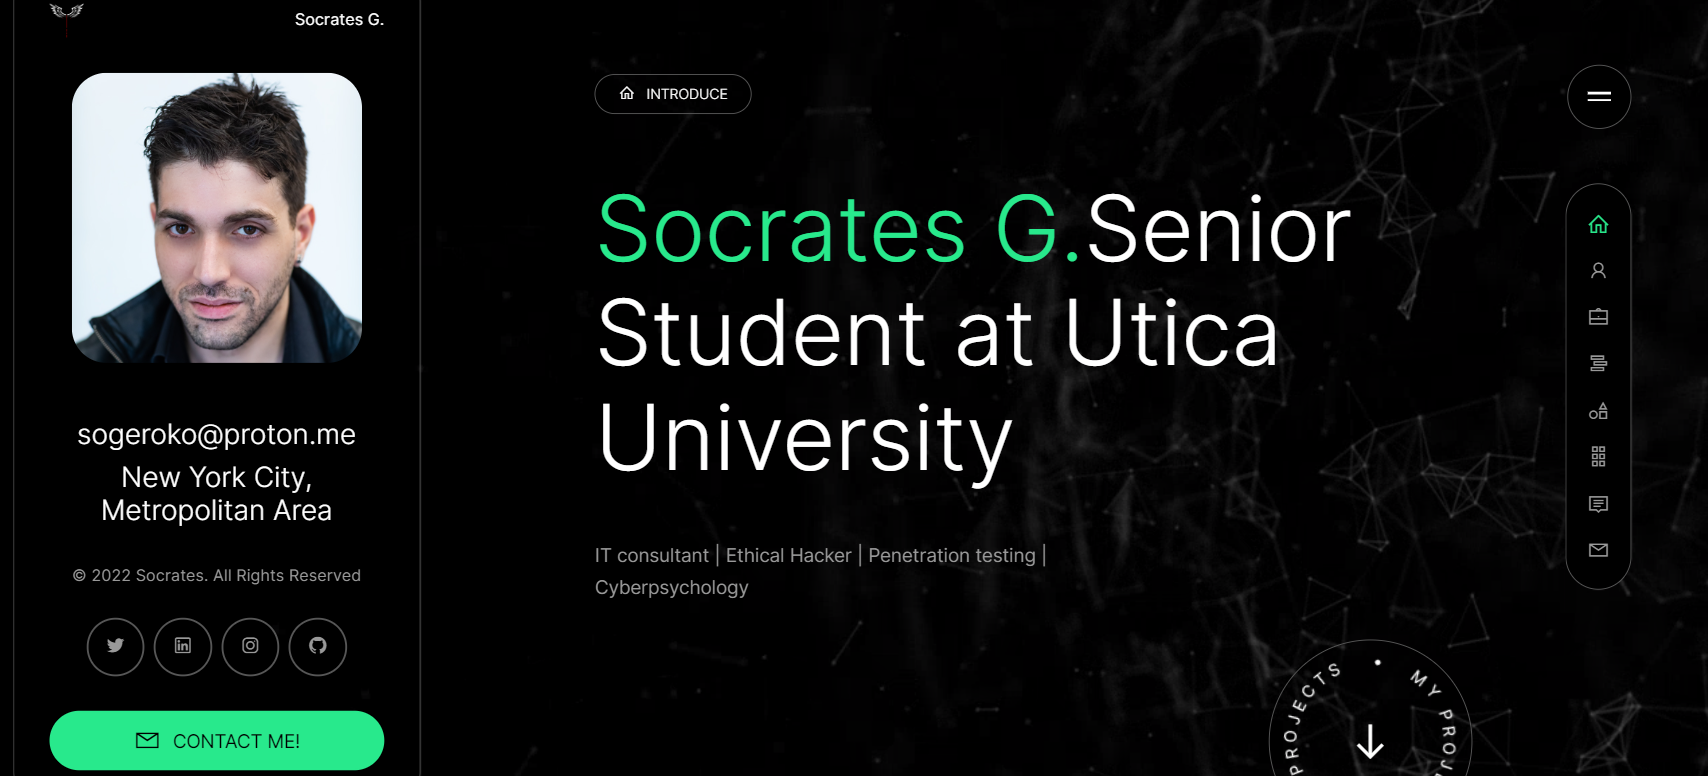 Socrates G.
sogeroko@proton.me
New York City,
Metropolitan Area
© 2022 Socrates. All Rights Reserved
CONTACT ME!
INTRODUCE
Socrates G.Senior
Student at Utica
University
IT consultant | Ethical Hacker | Penetration testing |
Cyberpsychology
PROJECTS • MY PROJ